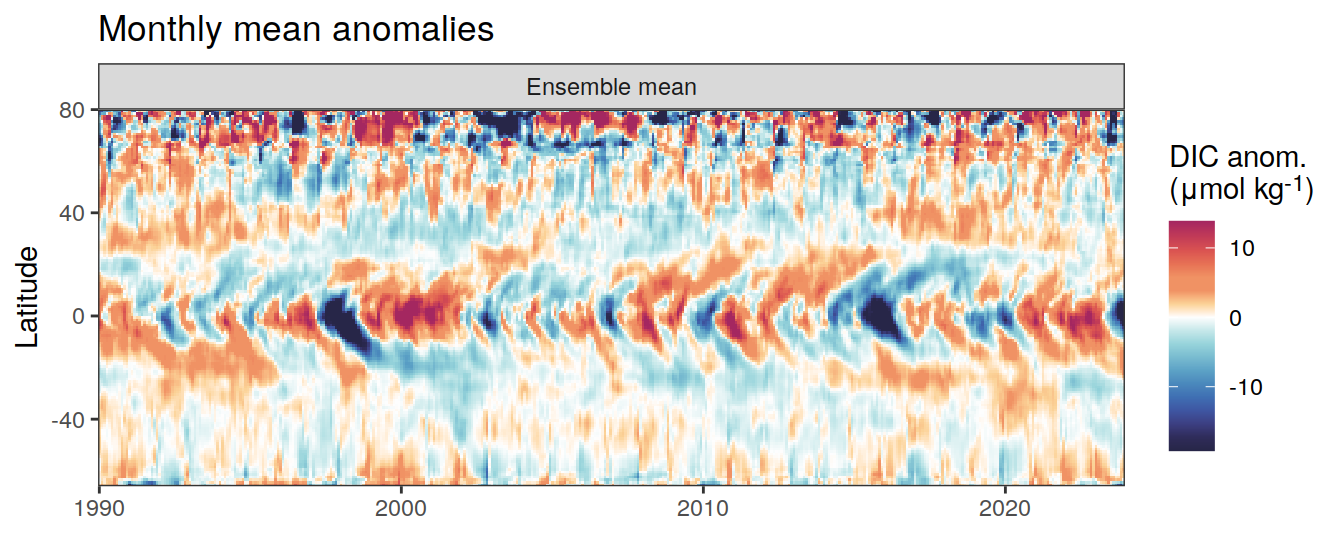 Monthly mean anomalies
Ensemble mean
Latitude
80
40
0
-40
1990
2000
2010
2020
DIC anom.
(μmol kg-1)
10
0
-10